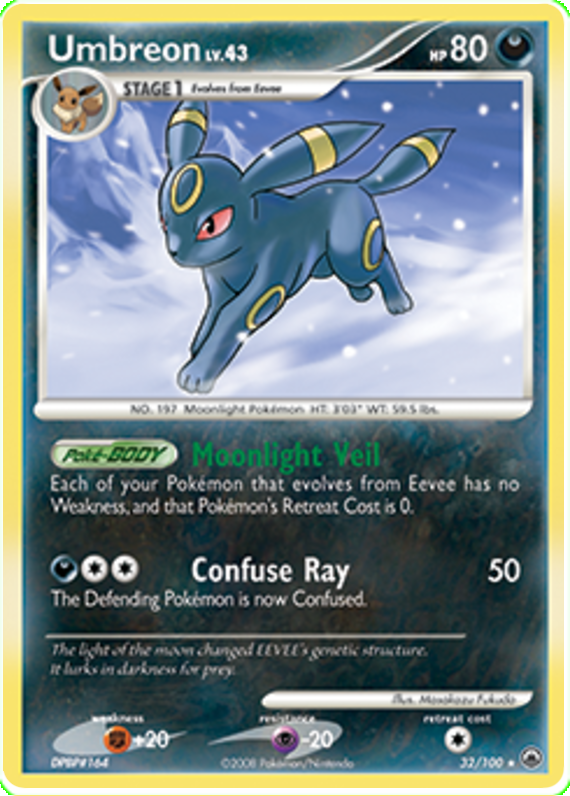 Umbreon LV.43 HP 80
STAGE 1 Evolves from Eevee
NO. 197 Moonlight Pokémon HT: 3'03" WT: 59.5 lbs.
Poké-BODY Moonlight Veil
Each of your Pokémon that evolves from Eevee has no
Weakness, and that Pokémon's Retreat Cost is 0.
Confuse Ray 50
The Defending Pokémon is now Confused.
The light of the moon changed EEVEE's genetic structure.
It lurks in darkness for prey.
Illus. Masakazu Fukuda
weakness resistance retreat cost
+20 -20
DPBP#164 ©2008 Pokémon/Nintendo 32/100 ★